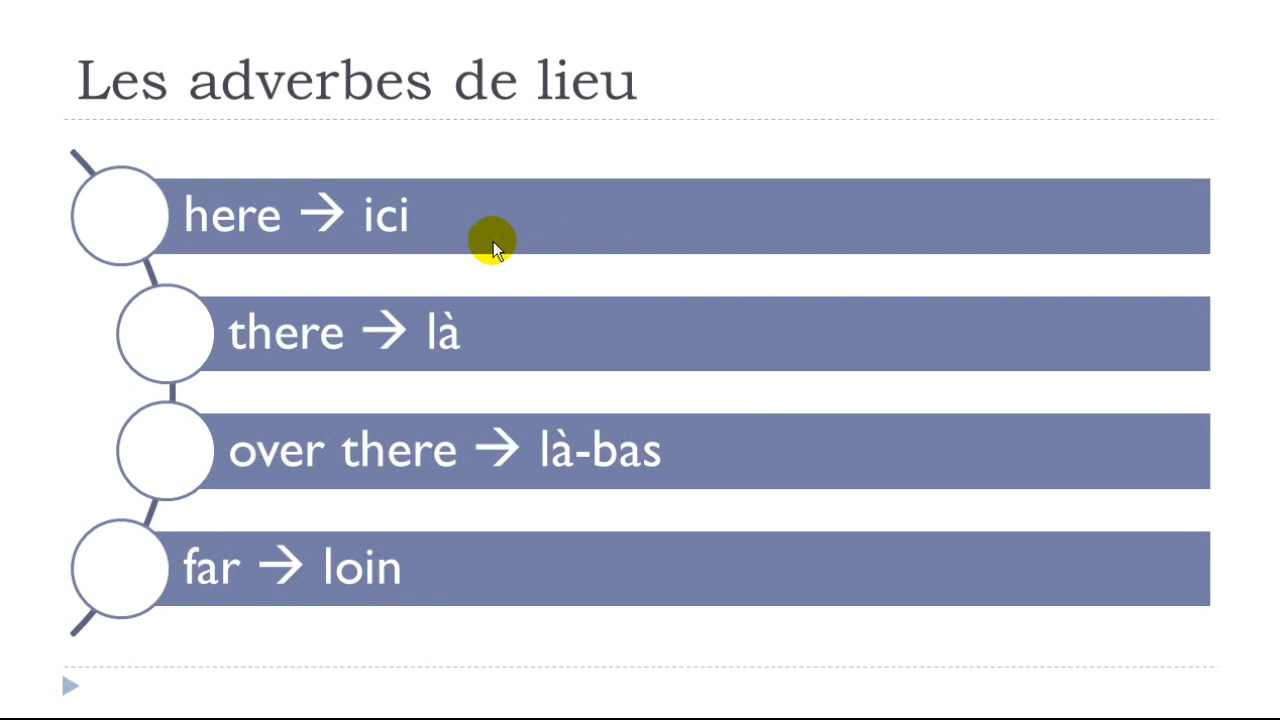 Les adverbes de lieu
here → ici
there → là
over there → là-bas
far → loin